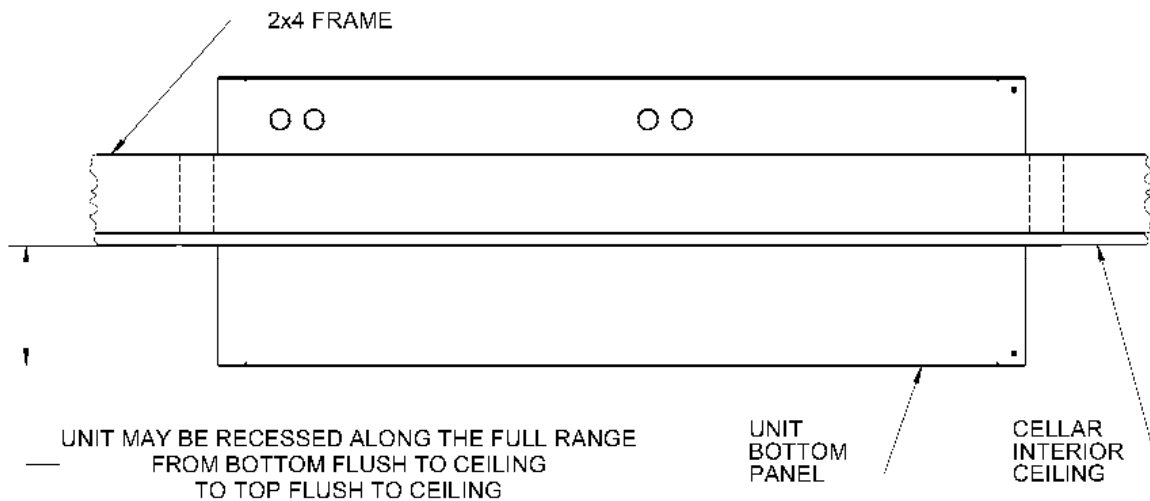 2x4 FRAME
UNIT MAY BE RECESSED ALONG THE FULL RANGE
FROM BOTTOM FLUSH TO CEILING
TO TOP FLUSH TO CEILING
UNIT
BOTTOM
PANEL
CELLAR
INTERIOR
CEILING